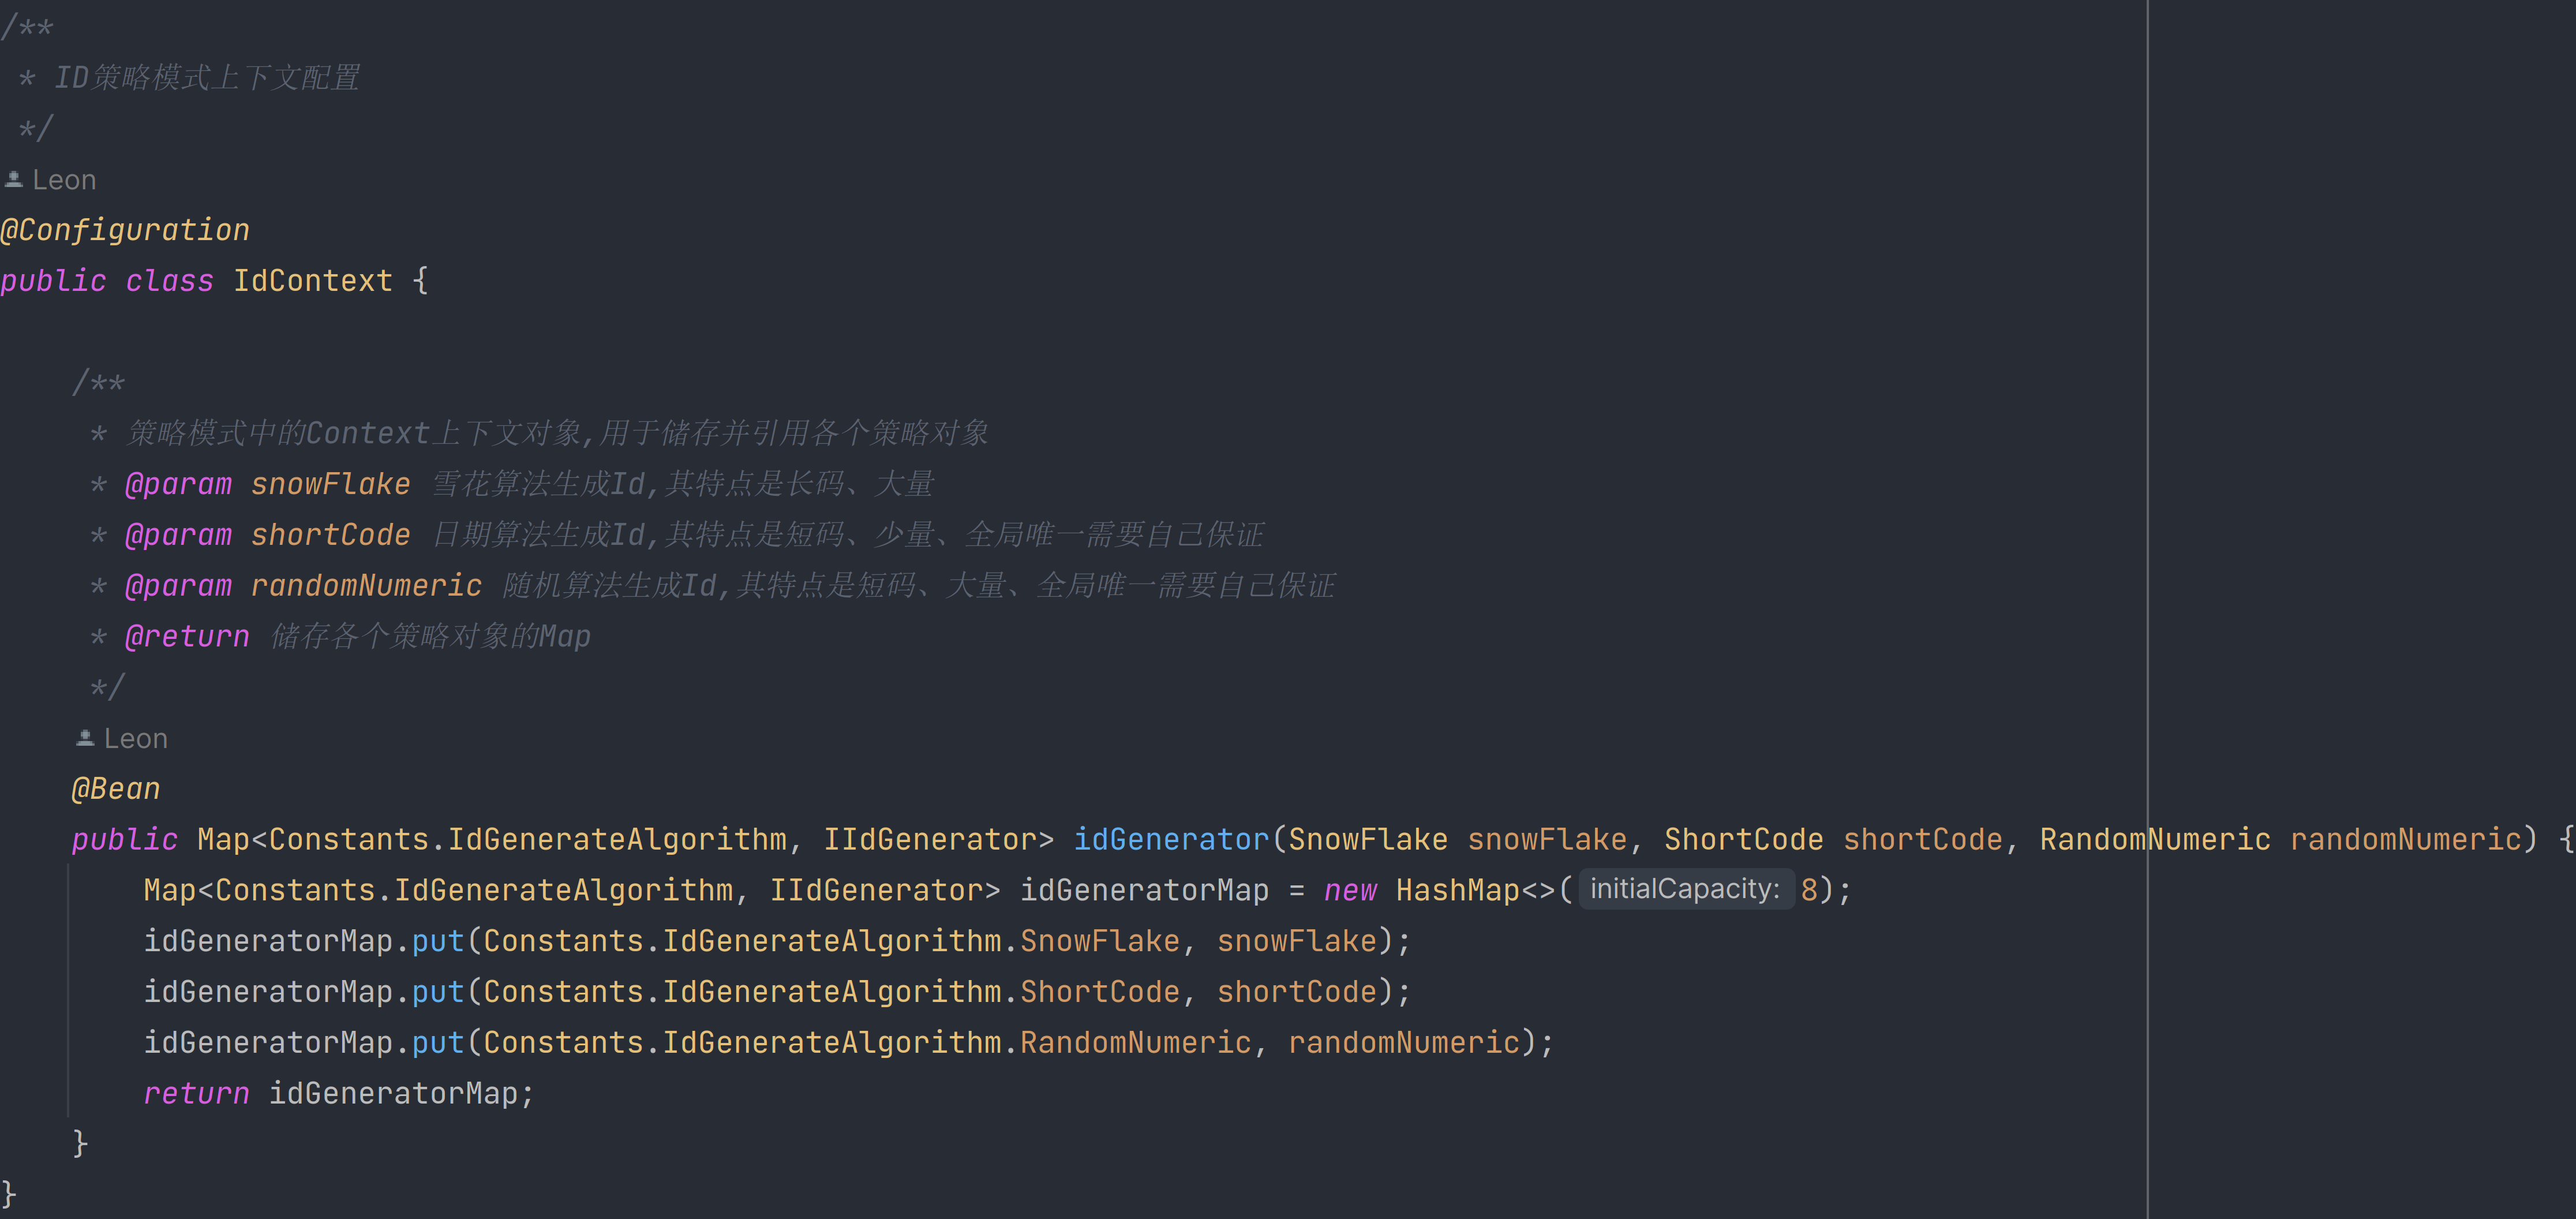 /**
 * ID策略模式上下文配置
 */
Leon
@Configuration
public class IdContext {
    /**
     * 策略模式中的Context上下文对象,用于储存并引用各个策略对象
     * @param snowFlake 雪花算法生成Id,其特点是长码、大量
     * @param shortCode 日期算法生成Id,其特点是短码、少量、全局唯一需要自己保证
     * @param randomNumeric 随机算法生成Id,其特点是短码、大量、全局唯一需要自己保证
     * @return 储存各个策略对象的Map
     */
    Leon
    @Bean
    public Map<Constants.IdGenerateAlgorithm, IIdGenerator> idGenerator(SnowFlake snowFlake, ShortCode shortCode, RandomNumeric randomNumeric) {
        Map<Constants.IdGenerateAlgorithm, IIdGenerator> idGeneratorMap = new HashMap<>( initialCapacity: 8);
        idGeneratorMap.put(Constants.IdGenerateAlgorithm.SnowFlake, snowFlake);
        idGeneratorMap.put(Constants.IdGenerateAlgorithm.ShortCode, shortCode);
        idGeneratorMap.put(Constants.IdGenerateAlgorithm.RandomNumeric, randomNumeric);
        return idGeneratorMap;
    }
}